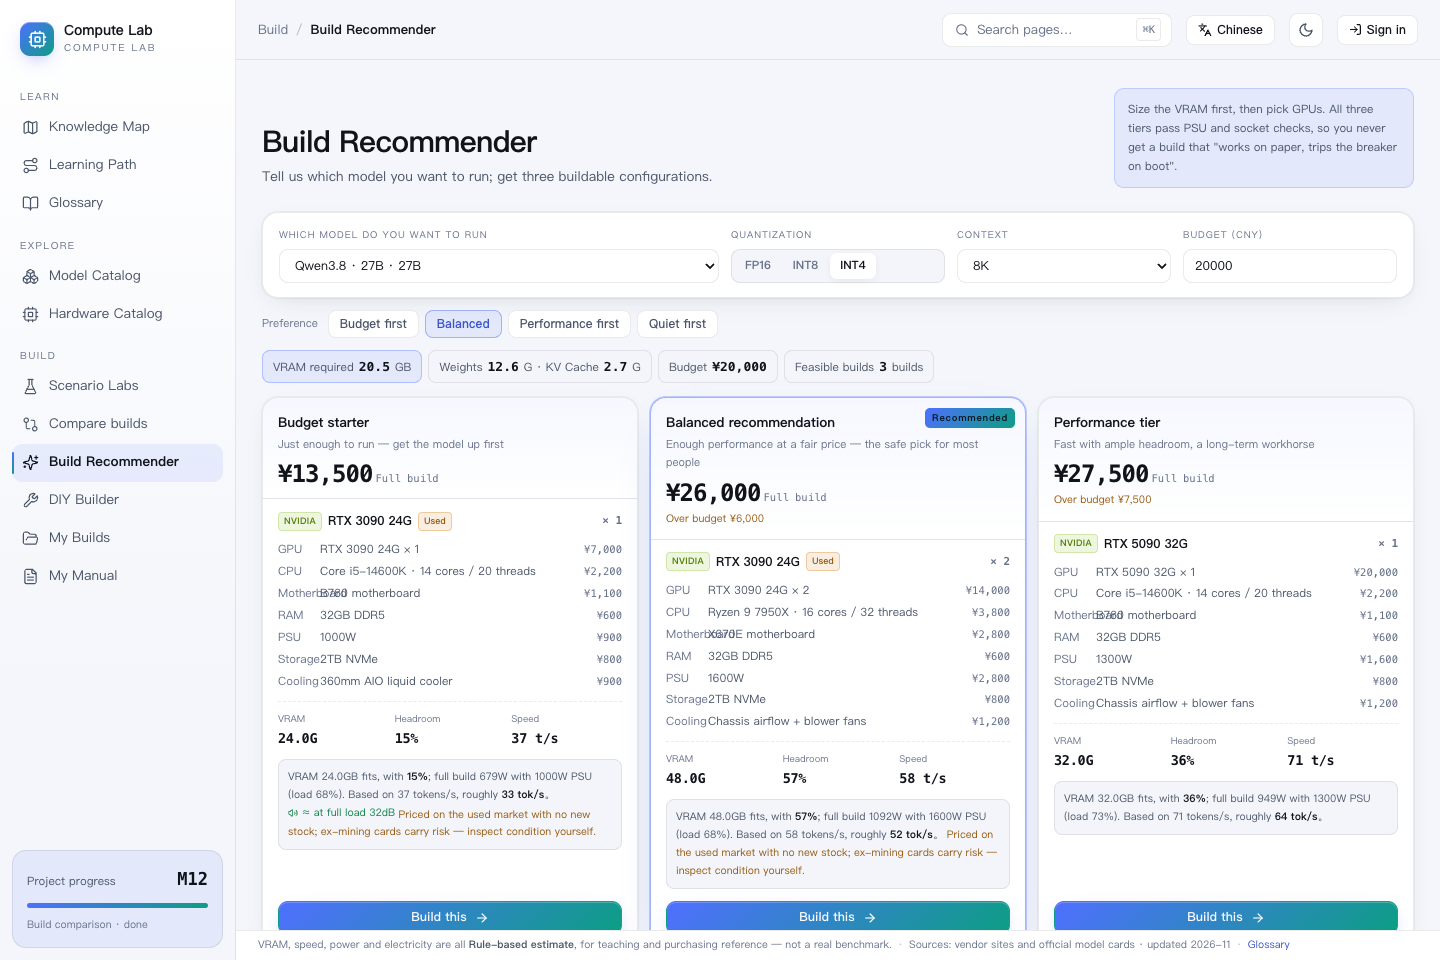 Compute Lab
COMPUTE LAB
LEARN
Knowledge Map
Learning Path
Glossary
EXPLORE
Model Catalog
Hardware Catalog
BUILD
Scenario Labs
Compare builds
Build Recommender
DIY Builder
My Builds
My Manual
Project progress M12
Build comparison · done
Build / Build Recommender
Search pages... ⌘K
Chinese
Sign in
Build Recommender
Tell us which model you want to run; get three buildable configurations.
Size the VRAM first, then pick GPUs. All three
tiers pass PSU and socket checks, so you never
get a build that "works on paper, trips the breaker
on boot".
WHICH MODEL DO YOU WANT TO RUN
Qwen3.8 · 27B · 27B
QUANTIZATION
FP16 INT8 INT4
CONTEXT
8K
BUDGET (CNY)
20000
Preference Budget first Balanced Performance first Quiet first
VRAM required 20.5 GB
Weights 12.6 G · KV Cache 2.7 G
Budget ¥20,000
Feasible builds 3 builds
Budget starter
Just enough to run — get the model up first
¥13,500 Full build
NVIDIA RTX 3090 24G Used × 1
GPU RTX 3090 24G × 1 ¥7,000
CPU Core i5-14600K · 14 cores / 20 threads ¥2,200
Motherboard B760 motherboard ¥1,100
RAM 32GB DDR5 ¥600
PSU 1000W ¥900
Storage 2TB NVMe ¥800
Cooling 360mm AIO liquid cooler ¥900
VRAM Headroom Speed
24.0G 15% 37 t/s
VRAM 24.0GB fits, with 15%; full build 679W with 1000W PSU
(load 68%). Based on 37 tokens/s, roughly 33 tok/s。
≈ at full load 32dB Priced on the used market with no new
stock; ex-mining cards carry risk — inspect condition yourself.
Build this →
Balanced recommendation
Recommended
Enough performance at a fair price — the safe pick for most
people
¥26,000 Full build
Over budget ¥6,000
NVIDIA RTX 3090 24G Used × 2
GPU RTX 3090 24G × 2 ¥14,000
CPU Ryzen 9 7950X · 16 cores / 32 threads ¥3,800
Motherboard X670E motherboard ¥2,800
RAM 32GB DDR5 ¥600
PSU 1600W ¥2,800
Storage 2TB NVMe ¥800
Cooling Chassis airflow + blower fans ¥1,200
VRAM Headroom Speed
48.0G 57% 58 t/s
VRAM 48.0GB fits, with 57%; full build 1092W with 1600W PSU
(load 68%). Based on 58 tokens/s, roughly 52 tok/s。 Priced on
the used market with no new stock; ex-mining cards carry risk —
inspect condition yourself.
Build this →
Performance tier
Fast with ample headroom, a long-term workhorse
¥27,500 Full build
Over budget ¥7,500
NVIDIA RTX 5090 32G × 1
GPU RTX 5090 32G × 1 ¥20,000
CPU Core i5-14600K · 14 cores / 20 threads ¥2,200
Motherboard B760 motherboard ¥1,100
RAM 32GB DDR5 ¥600
PSU 1300W ¥1,600
Storage 2TB NVMe ¥800
Cooling Chassis airflow + blower fans ¥1,200
VRAM Headroom Speed
32.0G 36% 71 t/s
VRAM 32.0GB fits, with 36%; full build 949W with 1300W PSU
(load 73%). Based on 71 tokens/s, roughly 64 tok/s。
Build this →
VRAM, speed, power and electricity are all Rule-based estimate, for teaching and purchasing reference — not a real benchmark. · Sources: vendor sites and official model cards · updated 2026-11 · Glossary